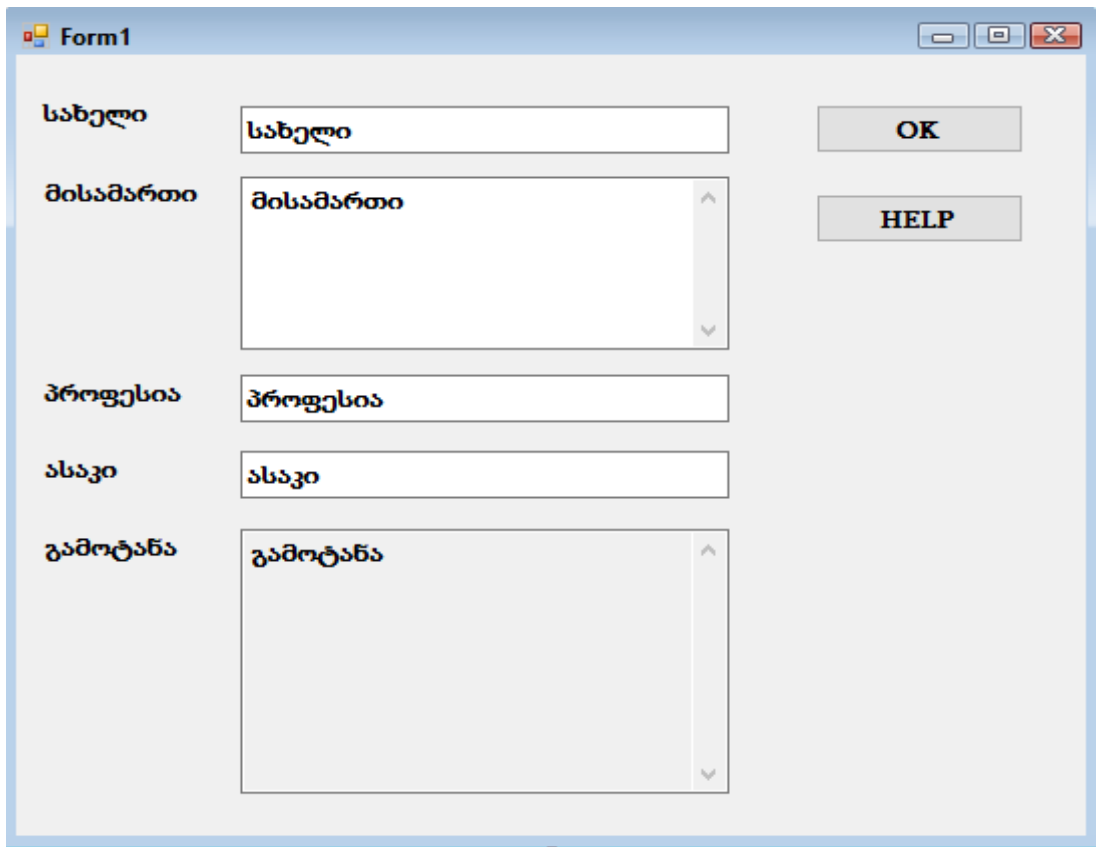 Form1
სახელი
სახელი
OK
მისამართი
მისამართი
HELP
პროფესია
პროფესია
ასაკი
ასაკი
გამოტანა
გამოტანა